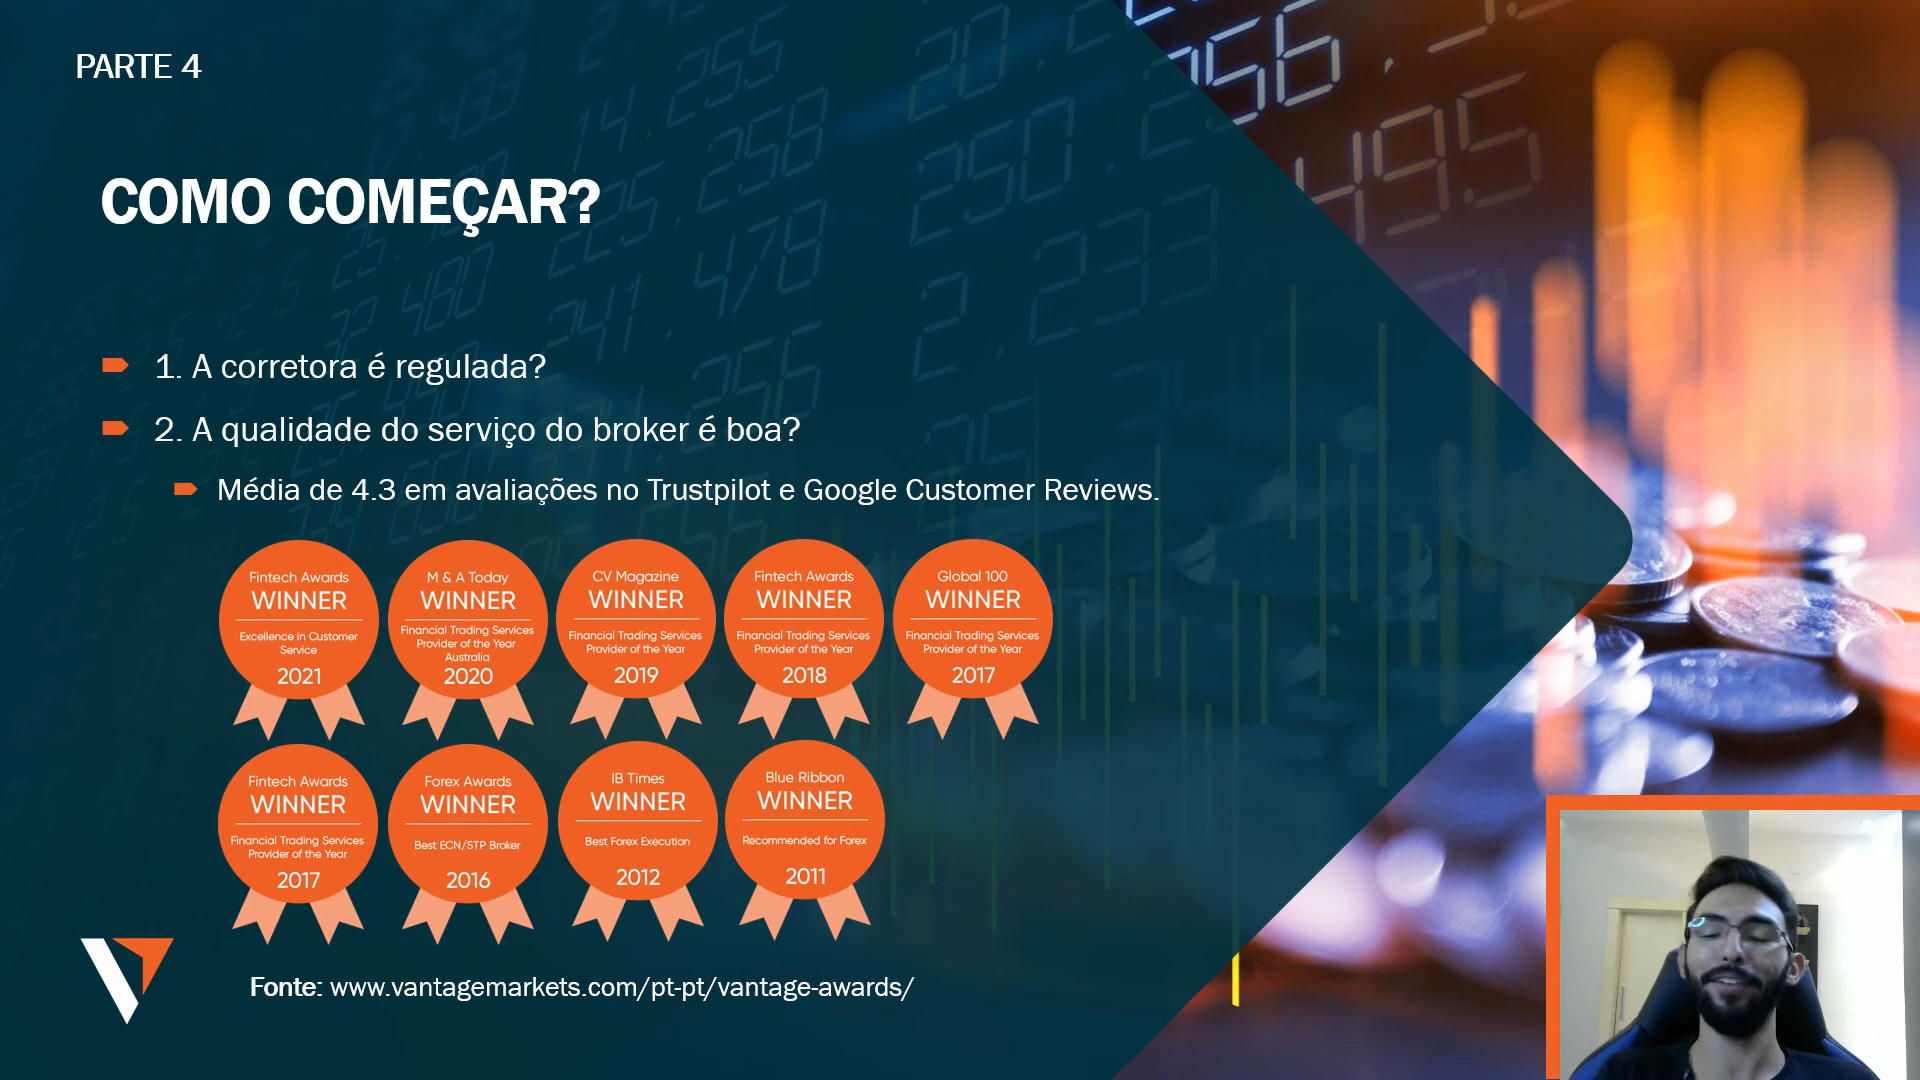 PARTE 4
COMO COMEÇAR?
1. A corretora é regulada?
2. A qualidade do serviço do broker é boa?
Média de 4.3 em avaliações no Trustpilot e Google Customer Reviews.
Fintech Awards
WINNER
Excellence in Customer
Service
2021
M & A Today
WINNER
Financial Trading Services
Provider of the Year
Australia
2020
CV Magazine
WINNER
Financial Trading Services
Provider of the Year
2019
Fintech Awards
WINNER
Financial Trading Services
Provider of the Year
2018
Global 100
WINNER
Financial Trading Services
Provider of the Year
2017
Fintech Awards
WINNER
Financial Trading Services
Provider of the Year
2017
Forex Awards
WINNER
Best ECN/STP Broker
2016
IB Times
WINNER
Best Forex Execution
2012
Blue Ribbon
WINNER
Recommended for Forex
2011
Fonte: www.vantagemarkets.com/pt-pt/vantage-awards/